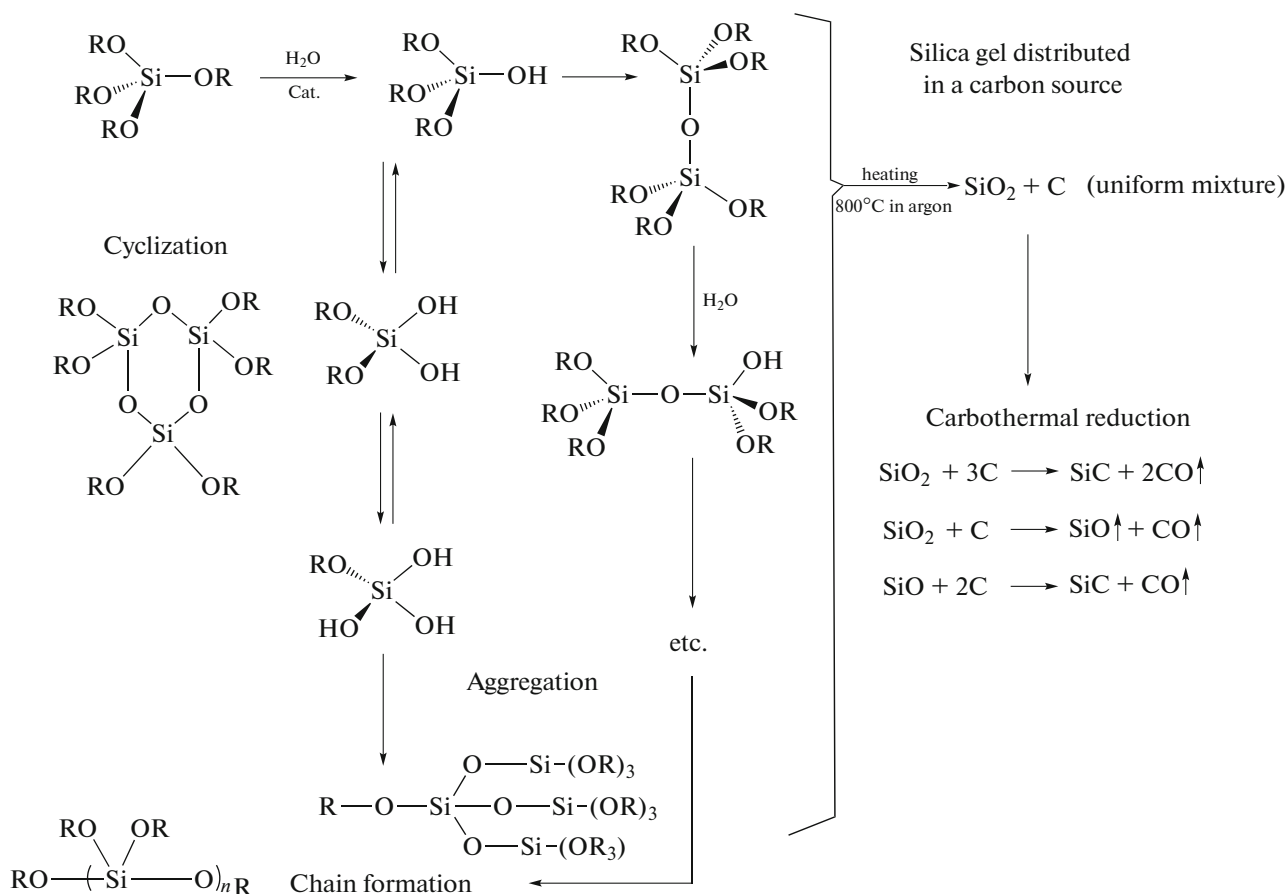 RO
RO Si OR
RO
H₂O
Cat.
RO
RO Si OH
RO
RO OR
Si OR
O
Si
RO OR
RO
H₂O
Silica gel distributed
in a carbon source
heating
800°C in argon
SiO₂ + C (uniform mixture)
Cyclization
RO O OR
Si Si
RO OR
O O
Si
RO OR
RO OH
Si
RO OH
RO OH
Si
HO OH
RO OH
RO Si O Si OR
RO OR
etc.
Carbothermal reduction
SiO₂ + 3C → SiC + 2CO↑
SiO₂ + C → SiO↑ + CO↑
SiO + 2C → SiC + CO↑
Aggregation
O Si (OR)₃
R O Si O Si (OR)₃
O Si (OR₃)
RO OR
RO ( Si O )ₙ R
Chain formation